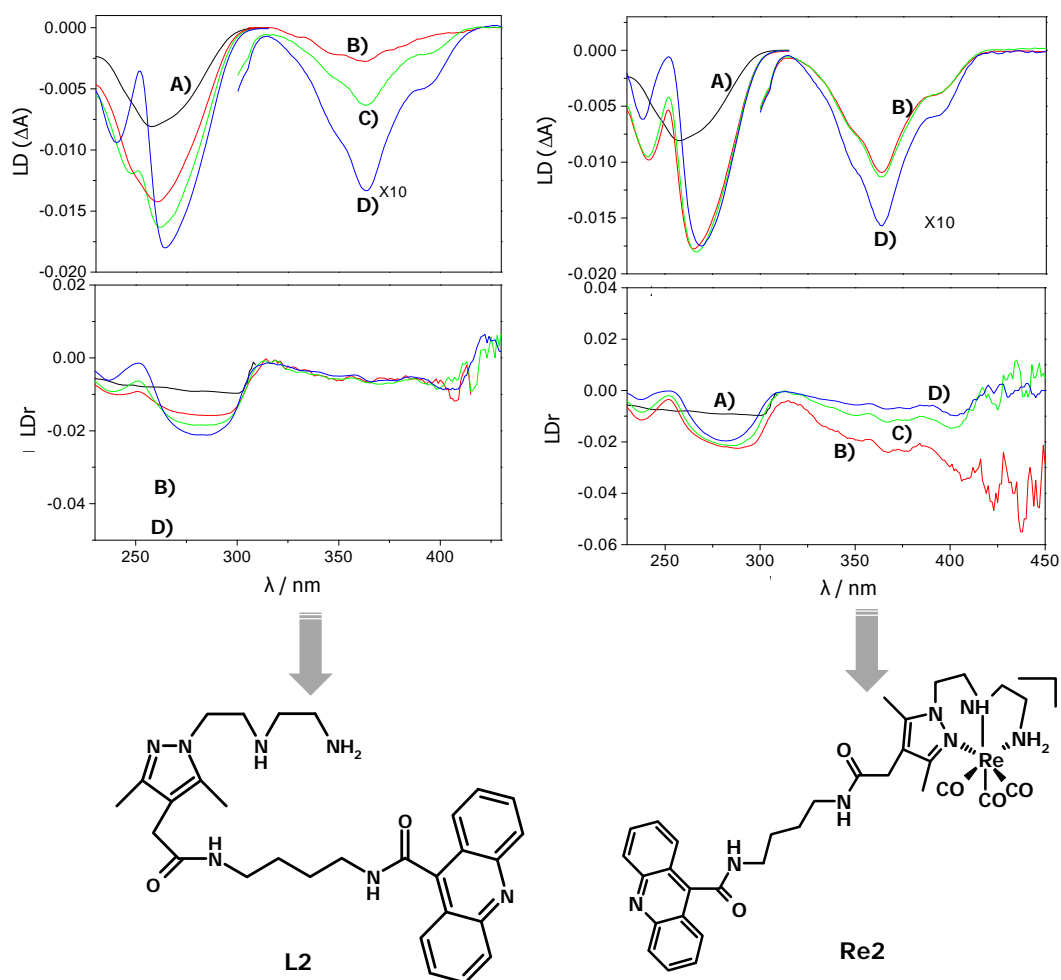 0.000
-0.005
-0.010
-0.015
-0.020
LD (ΔA)
A)
B)
C)
D)
X10
0.02
0.00
-0.02
-0.04
LDr
B)
D)
250 300 350 400
λ / nm
0.000
-0.005
-0.010
-0.015
-0.020
LD (ΔA)
A)
B)
D)
X10
0.04
0.02
0.00
-0.02
-0.04
-0.06
LDr
A)
D)
C)
B)
250 300 350 400 450
λ / nm
N
N
N
H
NH2
O
N
H
N
H
O
N
L2
N
N
NH
NH2
Re
CO
CO
CO
O
N
H
H
N
O
N
Re2